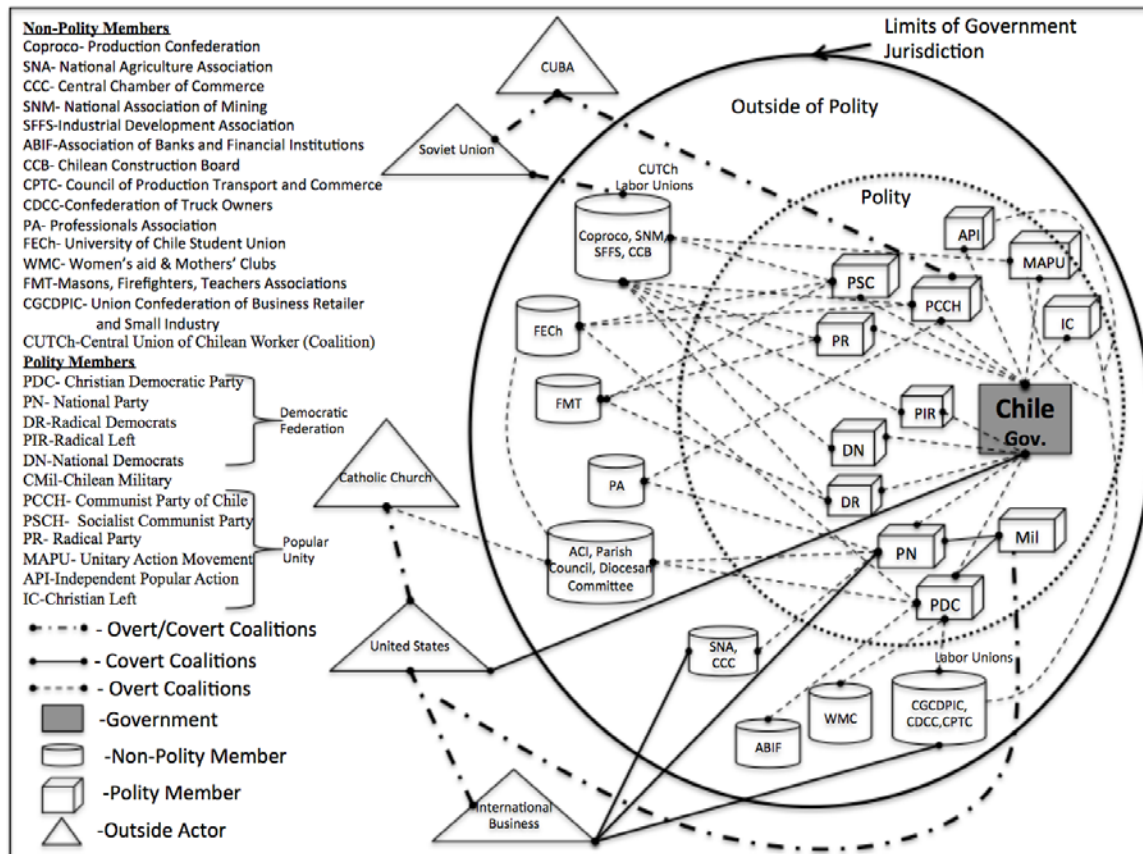 Non-Polity Members
Coproco- Production Confederation
SNA- National Agriculture Association
CCC- Central Chamber of Commerce
SNM- National Association of Mining
SFFS-Industrial Development Association
ABIF-Association of Banks and Financial Institutions
CCB- Chilean Construction Board
CPTC- Council of Production Transport and Commerce
CDCC-Confederation of Truck Owners
PA- Professionals Association
FECh- University of Chile Student Union
WMC- Women's aid & Mothers' Clubs
FMT-Masons, Firefighters, Teachers Associations
CGCDPIC- Union Confederation of Business Retailer
and Small Industry
CUTCh-Central Union of Chilean Worker (Coalition)
Polity Members
PDC- Christian Democratic Party
PN- National Party
DR-Radical Democrats
PIR-Radical Left
DN-National Democrats
Democratic
Federation
CMil-Chilean Military
PCCH- Communist Party of Chile
PSCH- Socialist Communist Party
PR- Radical Party
MAPU- Unitary Action Movement
API-Independent Popular Action
IC-Christian Left
Popular
Unity
- Overt/Covert Coalitions
- Covert Coalitions
- Overt Coalitions
-Government
-Non-Polity Member
-Polity Member
-Outside Actor
Limits of Government
Jurisdiction
Outside of Polity
Polity
CUBA
Soviet Union
CUTCh
Labor Unions
Coproco, SNM,
SFFS, CCB
API
MAPU
PSC
PCCH
IC
FECh
PR
FMT
PIR
Chile
Gov.
DN
Catholic Church
PA
DR
ACI, Parish
Council, Diocesan
Committee
PN
Mil
PDC
United States
SNA,
CCC
Labor Unions
CGCDPIC,
CDCC,CPTC
WMC
ABIF
International
Business